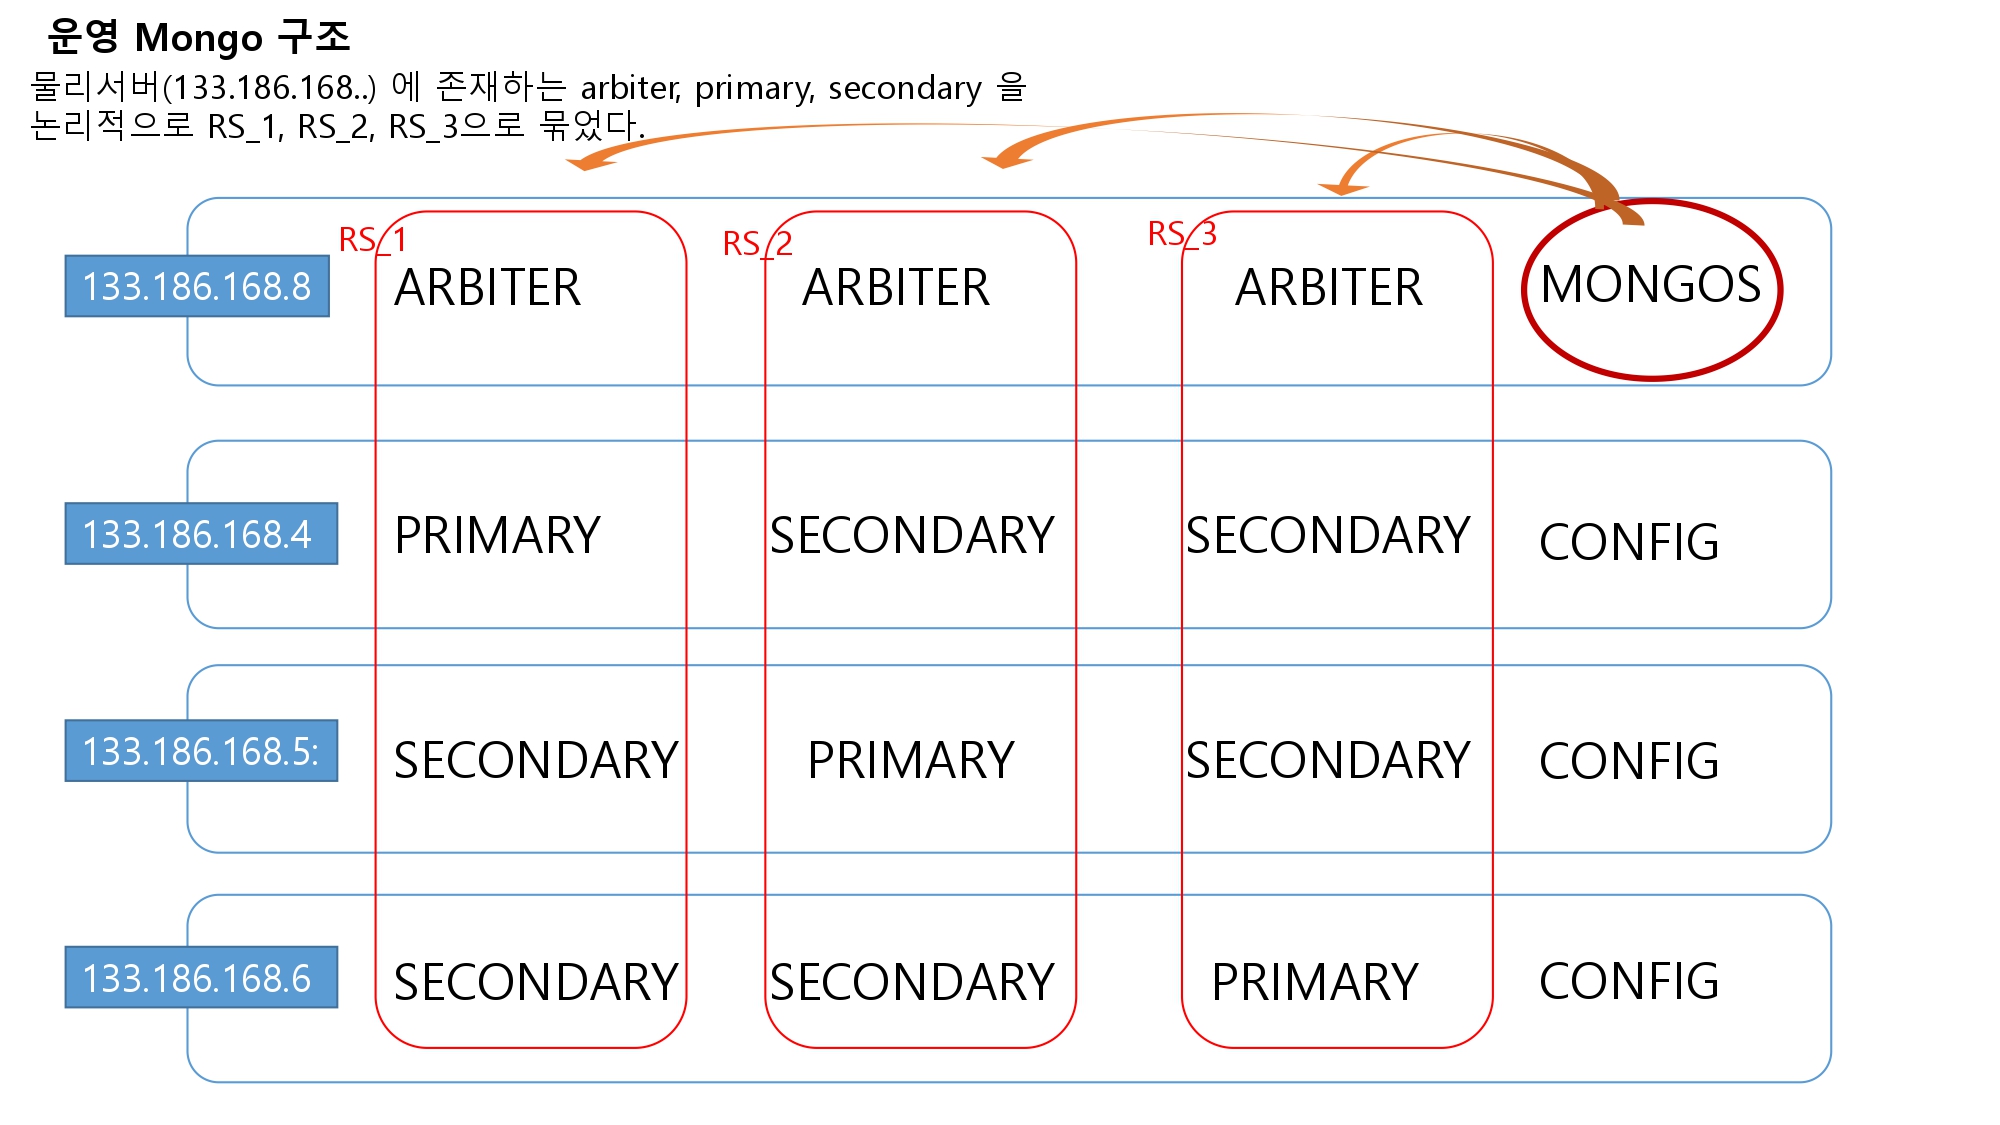 운영 Mongo 구조
물리서버(133.186.168..) 에 존재하는 arbiter, primary, secondary 을
논리적으로 RS_1, RS_2, RS_3으로 묶었다.
RS_1
RS_2
RS_3
133.186.168.8
ARBITER
ARBITER
ARBITER
MONGOS
133.186.168.4
PRIMARY
SECONDARY
SECONDARY
CONFIG
133.186.168.5:
SECONDARY
PRIMARY
SECONDARY
CONFIG
133.186.168.6
SECONDARY
SECONDARY
PRIMARY
CONFIG